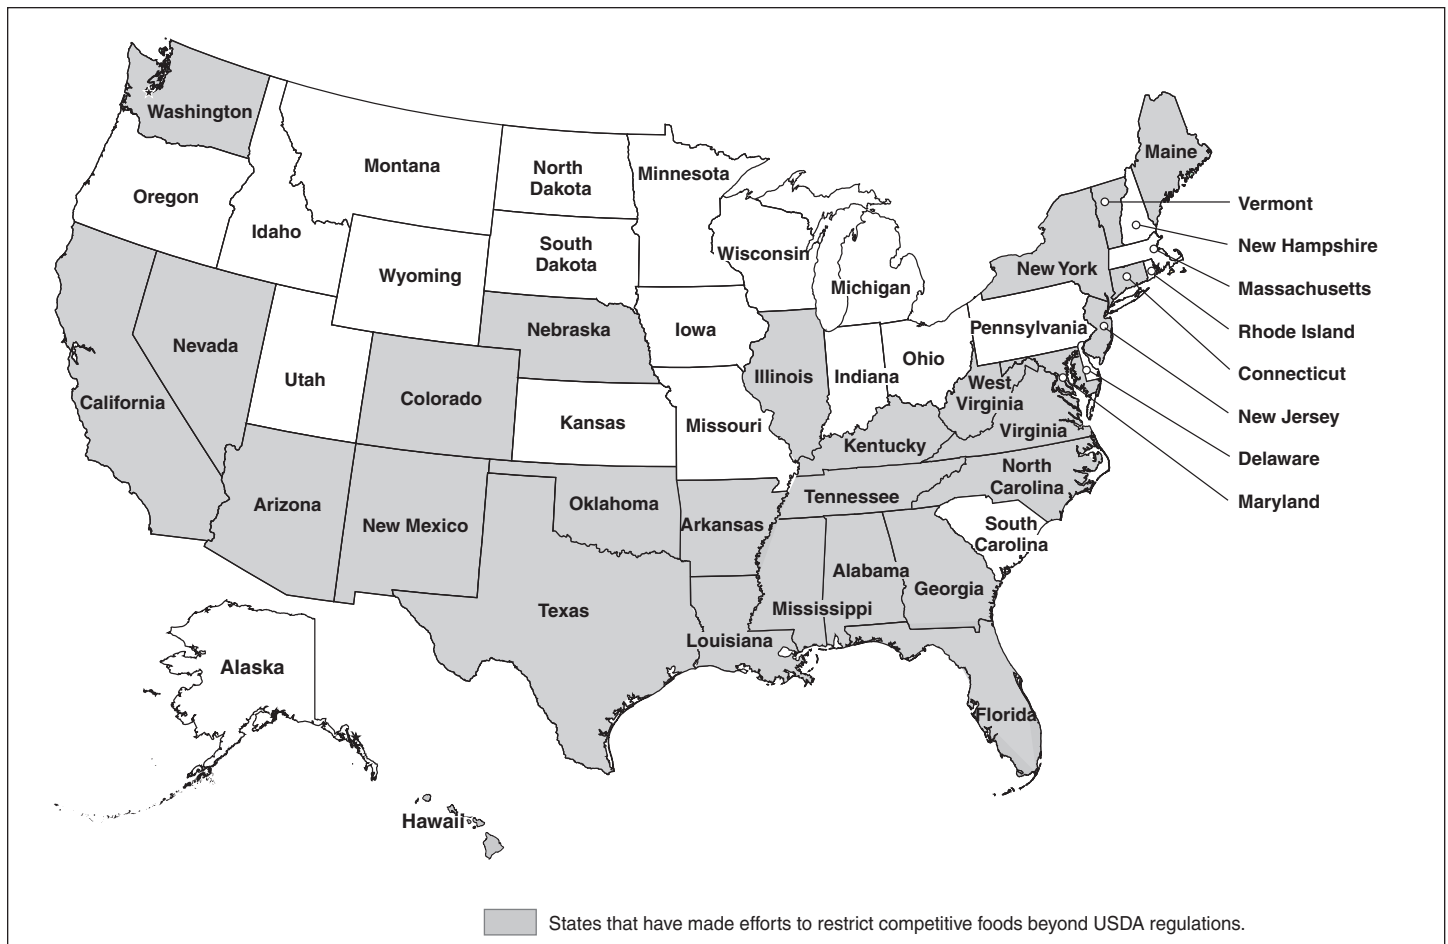 Washington
Montana
North
Dakota
Minnesota
Maine
Oregon
Idaho
Wyoming
South
Dakota
Wisconsin
Michigan
New York
Vermont
New Hampshire
Massachusetts
Rhode Island
Connecticut
New Jersey
Delaware
Maryland
Nevada
Utah
California
Colorado
Nebraska
Iowa
Kansas
Missouri
Illinois
Indiana
Ohio
Pennsylvania
West
Virginia
Virginia
Kentucky
North
Carolina
Tennessee
South
Carolina
Arizona
New Mexico
Oklahoma
Arkansas
Texas
Louisiana
Mississippi
Alabama
Georgia
Florida
Alaska
Hawaii
States that have made efforts to restrict competitive foods beyond USDA regulations.